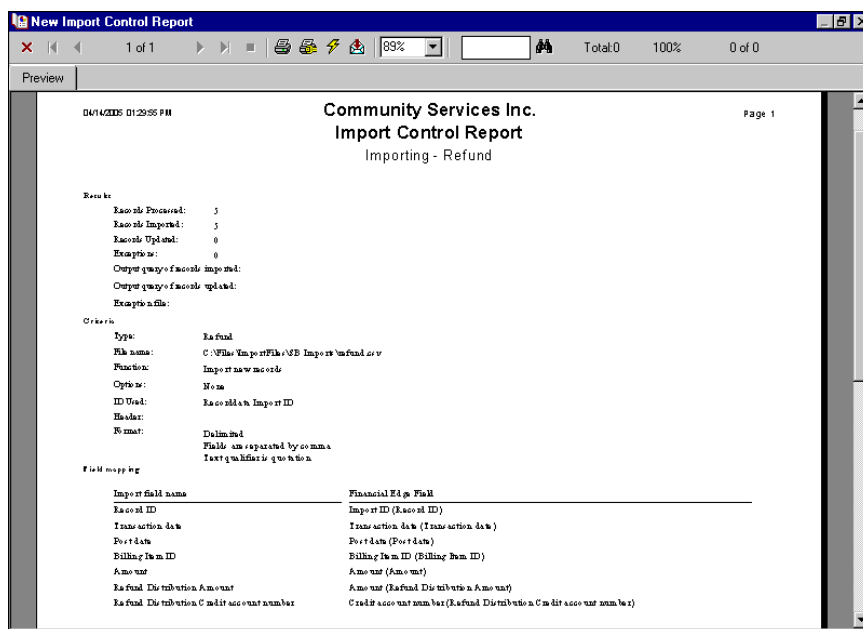 New Import Control Report
1 of 1
89%
Total:0
100%
0 of 0
Preview
04/14/2005 01:29:55 PM
Community Services Inc.
Page 1
Import Control Report
Importing - Refund
Results
Records Processed: 5
Records Imported: 5
Records Updated: 0
Exceptions: 0
Output query of records imported:
Output query of records updated:
Exception file:
Criteria
Type: Refund
File name: C:\Files\ImportFiles\SB Imports\refund.csv
Function: Import new records
Options: None
ID Used: Recorddata Import ID
Header:
Format: Delimited
Fields are separated by comma
Text qualifier is quotation
Field mapping
Import field name Financial Edge Field
Record ID Import ID (Record ID)
Transaction date Transaction date (Transaction date)
Post date Post date (Post date)
Billing Item ID Billing Item ID (Billing Item ID)
Amount Amount (Amount)
Refund Distribution Amount Amount (Refund Distribution Amount)
Refund Distribution Credit account number Credit account number (Refund Distribution Credit account number)